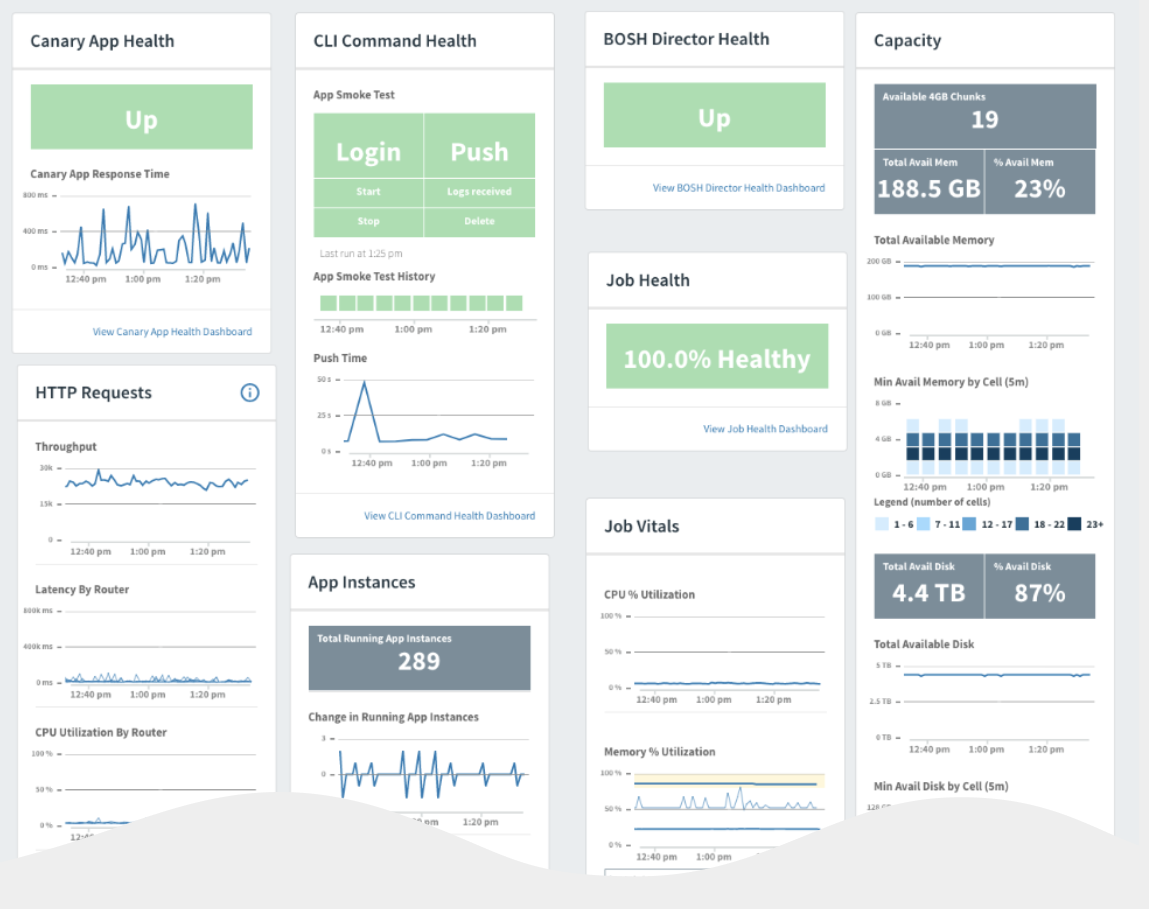 Canary App Health
Up
Canary App Response Time
800 ms
400 ms
0 ms
12:40 pm 1:00 pm 1:20 pm
View Canary App Health Dashboard
HTTP Requests
Throughput
30k
15k
0
12:40 pm 1:00 pm 1:20 pm
Latency By Router
800k ms
400k ms
0 ms
12:40 pm 1:00 pm 1:20 pm
CPU Utilization By Router
100 %
50 %
0 %
CLI Command Health
App Smoke Test
Login Push
Start Logs received
Stop Delete
Last run at 1:25 pm
App Smoke Test History
12:40 pm 1:00 pm 1:20 pm
Push Time
50 s
25 s
0 s
12:40 pm 1:00 pm 1:20 pm
View CLI Command Health Dashboard
App Instances
Total Running App Instances
289
Change in Running App Instances
3
0
pm 1:20 pm
BOSH Director Health
Up
View BOSH Director Health Dashboard
Job Health
100.0% Healthy
View Job Health Dashboard
Job Vitals
CPU % Utilization
100 %
50 %
0 %
12:40 pm 1:00 pm 1:20 pm
Memory % Utilization
100 %
50 %
0 %
12:40 pm 1:00 pm
Capacity
Available 4GB Chunks
19
Total Avail Mem % Avail Mem
188.5 GB 23%
Total Available Memory
200 GB
100 GB
0 GB
12:40 pm 1:00 pm 1:20 pm
Min Avail Memory by Cell (5m)
8 GB
4 GB
0 GB
12:40 pm 1:00 pm 1:20 pm
Legend (number of cells)
1 - 6 7 - 11 12 - 17 18 - 22 23+
Total Avail Disk % Avail Disk
4.4 TB 87%
Total Available Disk
5 TB
2.5 TB
0 TB
12:40 pm 1:00 pm 1:20 pm
Min Avail Disk by Cell (5m)